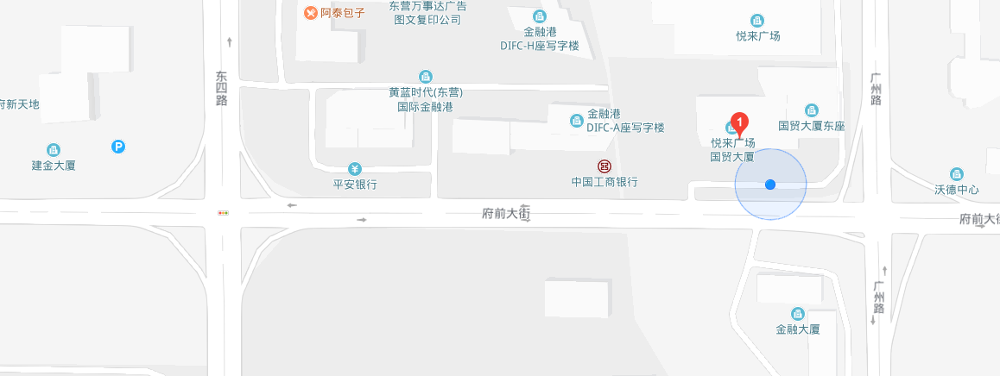 阿泰包子
东营万事达广告
图文复印公司
金融港
DIFC-H座写字楼
悦来广场
东四路
黄蓝时代(东营)
国际金融港
广州路
府新天地
金融港
DIFC-A座写字楼
1
国贸大厦东座
P
建金大厦
悦来广场
国贸大厦
平安银行
中国工商银行
沃德中心
府前大街
府前大街
广州路
金融大厦